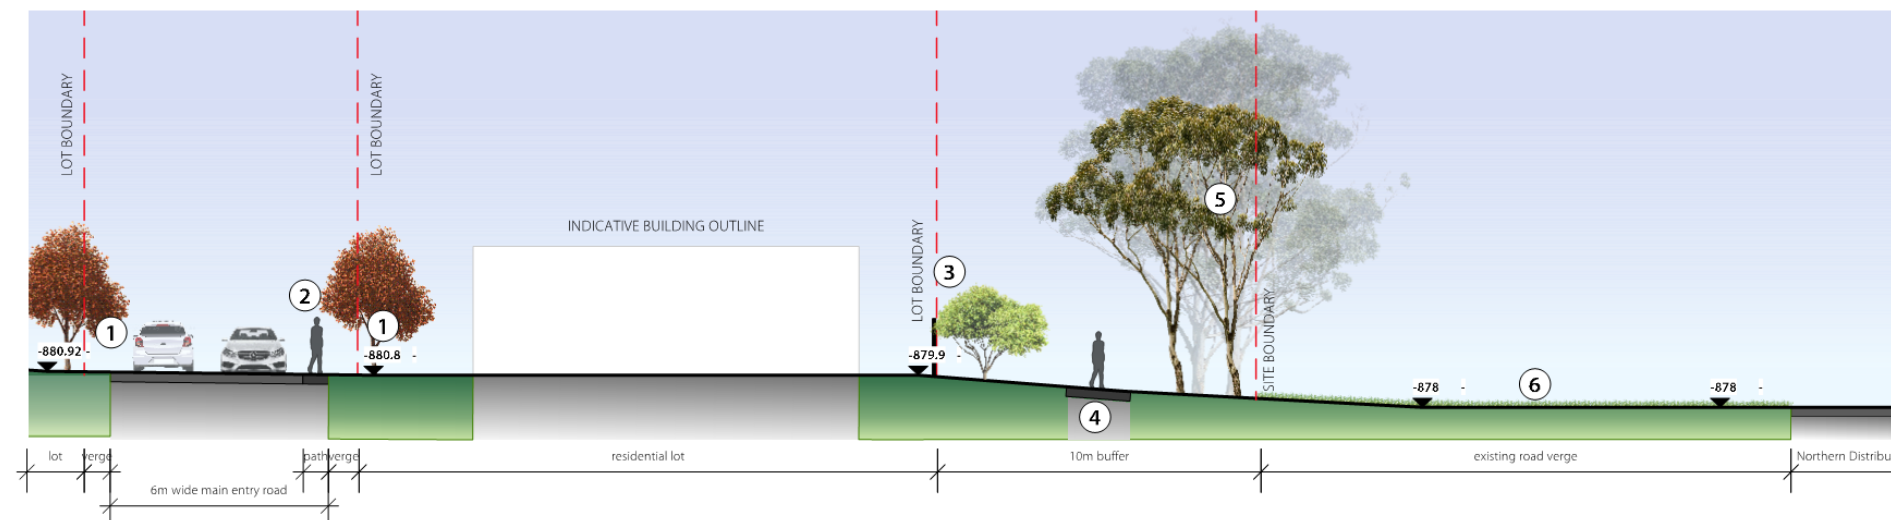 LOT BOUNDARY
LOT BOUNDARY
INDICATIVE BUILDING OUTLINE
LOT BOUNDARY
SITE BOUNDARY
1
2
1
3
4
5
6
-880.92 -
-880.8 -
-879.9 -
-878 -
-878 -
lot
verge
path
verge
residential lot
10m buffer
existing road verge
Northern Distribu
6m wide main entry road